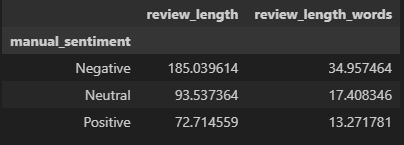 review_length review_length_words
manual_sentiment
Negative 185.039614 34.957464
Neutral 93.537364 17.408346
Positive 72.714559 13.271781